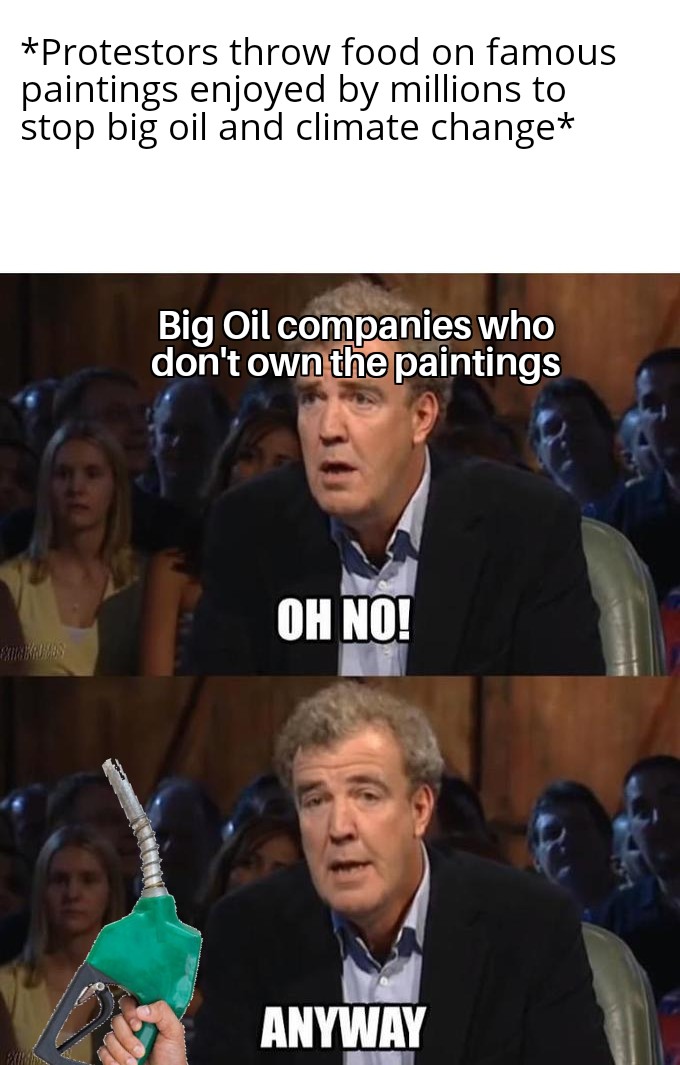 *Protestors throw food on famous
paintings enjoyed by millions to
stop big oil and climate change*
Big Oil companies who
don't own the paintings
OH NO!
ANYWAY